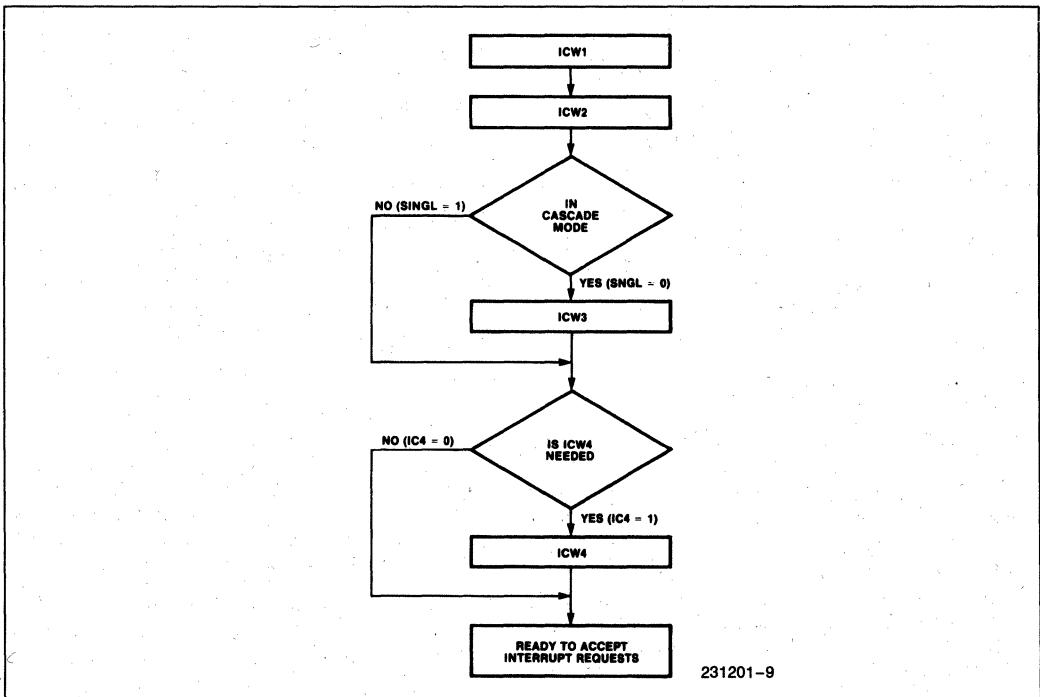 ICW1
ICW2
IN
CASCADE
MODE
NO (SINGL = 1)
YES (SNGL = 0)
ICW3
IS ICW4
NEEDED
NO (IC4 = 0)
YES (IC4 = 1)
ICW4
READY TO ACCEPT
INTERRUPT REQUESTS
231201-9